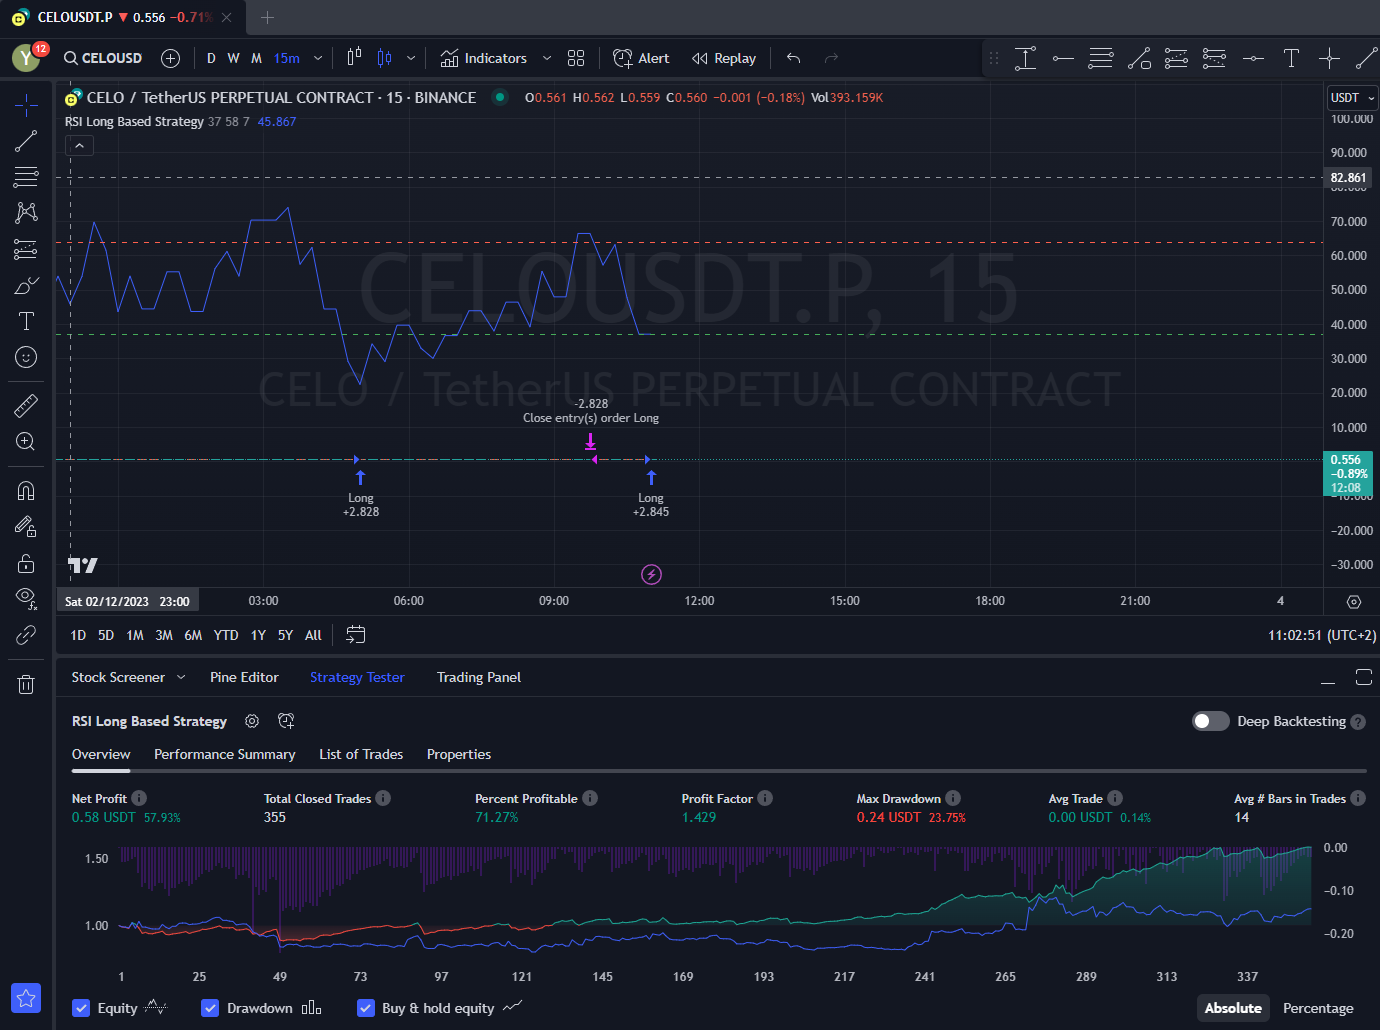 CELOUSDT.P ▼ 0.556 −0.71%
Y 12 CELOUSD D W M 15m Indicators Alert Replay
CELO / TetherUS PERPETUAL CONTRACT · 15 · BINANCE O0.561 H0.562 L0.559 C0.560 −0.001 (−0.18%) Vol393.159K
USDT
RSI Long Based Strategy 37 58 7 45.867
100.000
90.000
82.861
80.000
70.000
60.000
50.000
40.000
30.000
20.000
10.000
0.556
−0.89%
12:08
−10.000
−20.000
−30.000
CELOUSDT.P, 15
CELO / TetherUS PERPETUAL CONTRACT
-2.828
Close entry(s) order Long
Long
+2.828
Long
+2.845
Sat 02/12/2023 23:00 03:00 06:00 09:00 12:00 15:00 18:00 21:00 4
1D 5D 1M 3M 6M YTD 1Y 5Y All 11:02:51 (UTC+2)
Stock Screener Pine Editor Strategy Tester Trading Panel
RSI Long Based Strategy Deep Backtesting
Overview Performance Summary List of Trades Properties
Net Profit Total Closed Trades Percent Profitable Profit Factor Max Drawdown Avg Trade Avg # Bars in Trades
0.58 USDT 57.93% 355 71.27% 1.429 0.24 USDT 23.75% 0.00 USDT 0.14% 14
1.50 0.00
−0.10
1.00
−0.20
1 25 49 73 97 121 145 169 193 217 241 265 289 313 337
Equity Drawdown Buy & hold equity Absolute Percentage